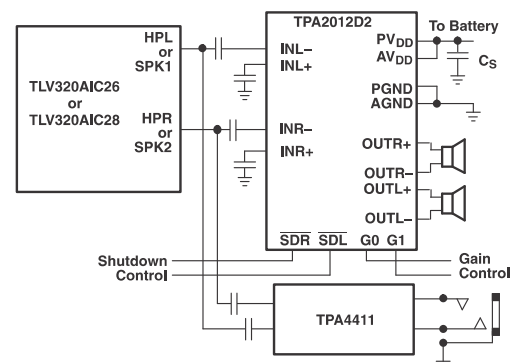 TPA2012D2
To Battery
HPL
or
SPK1
INL–
INL+
PVDD
AVDD
CS
TLV320AIC26
or
TLV320AIC28
PGND
AGND
HPR
or
SPK2
INR–
INR+
OUTR+
OUTR–
OUTL+
OUTL–
SDR SDL G0 G1
Shutdown
Control
Gain
Control
TPA4411